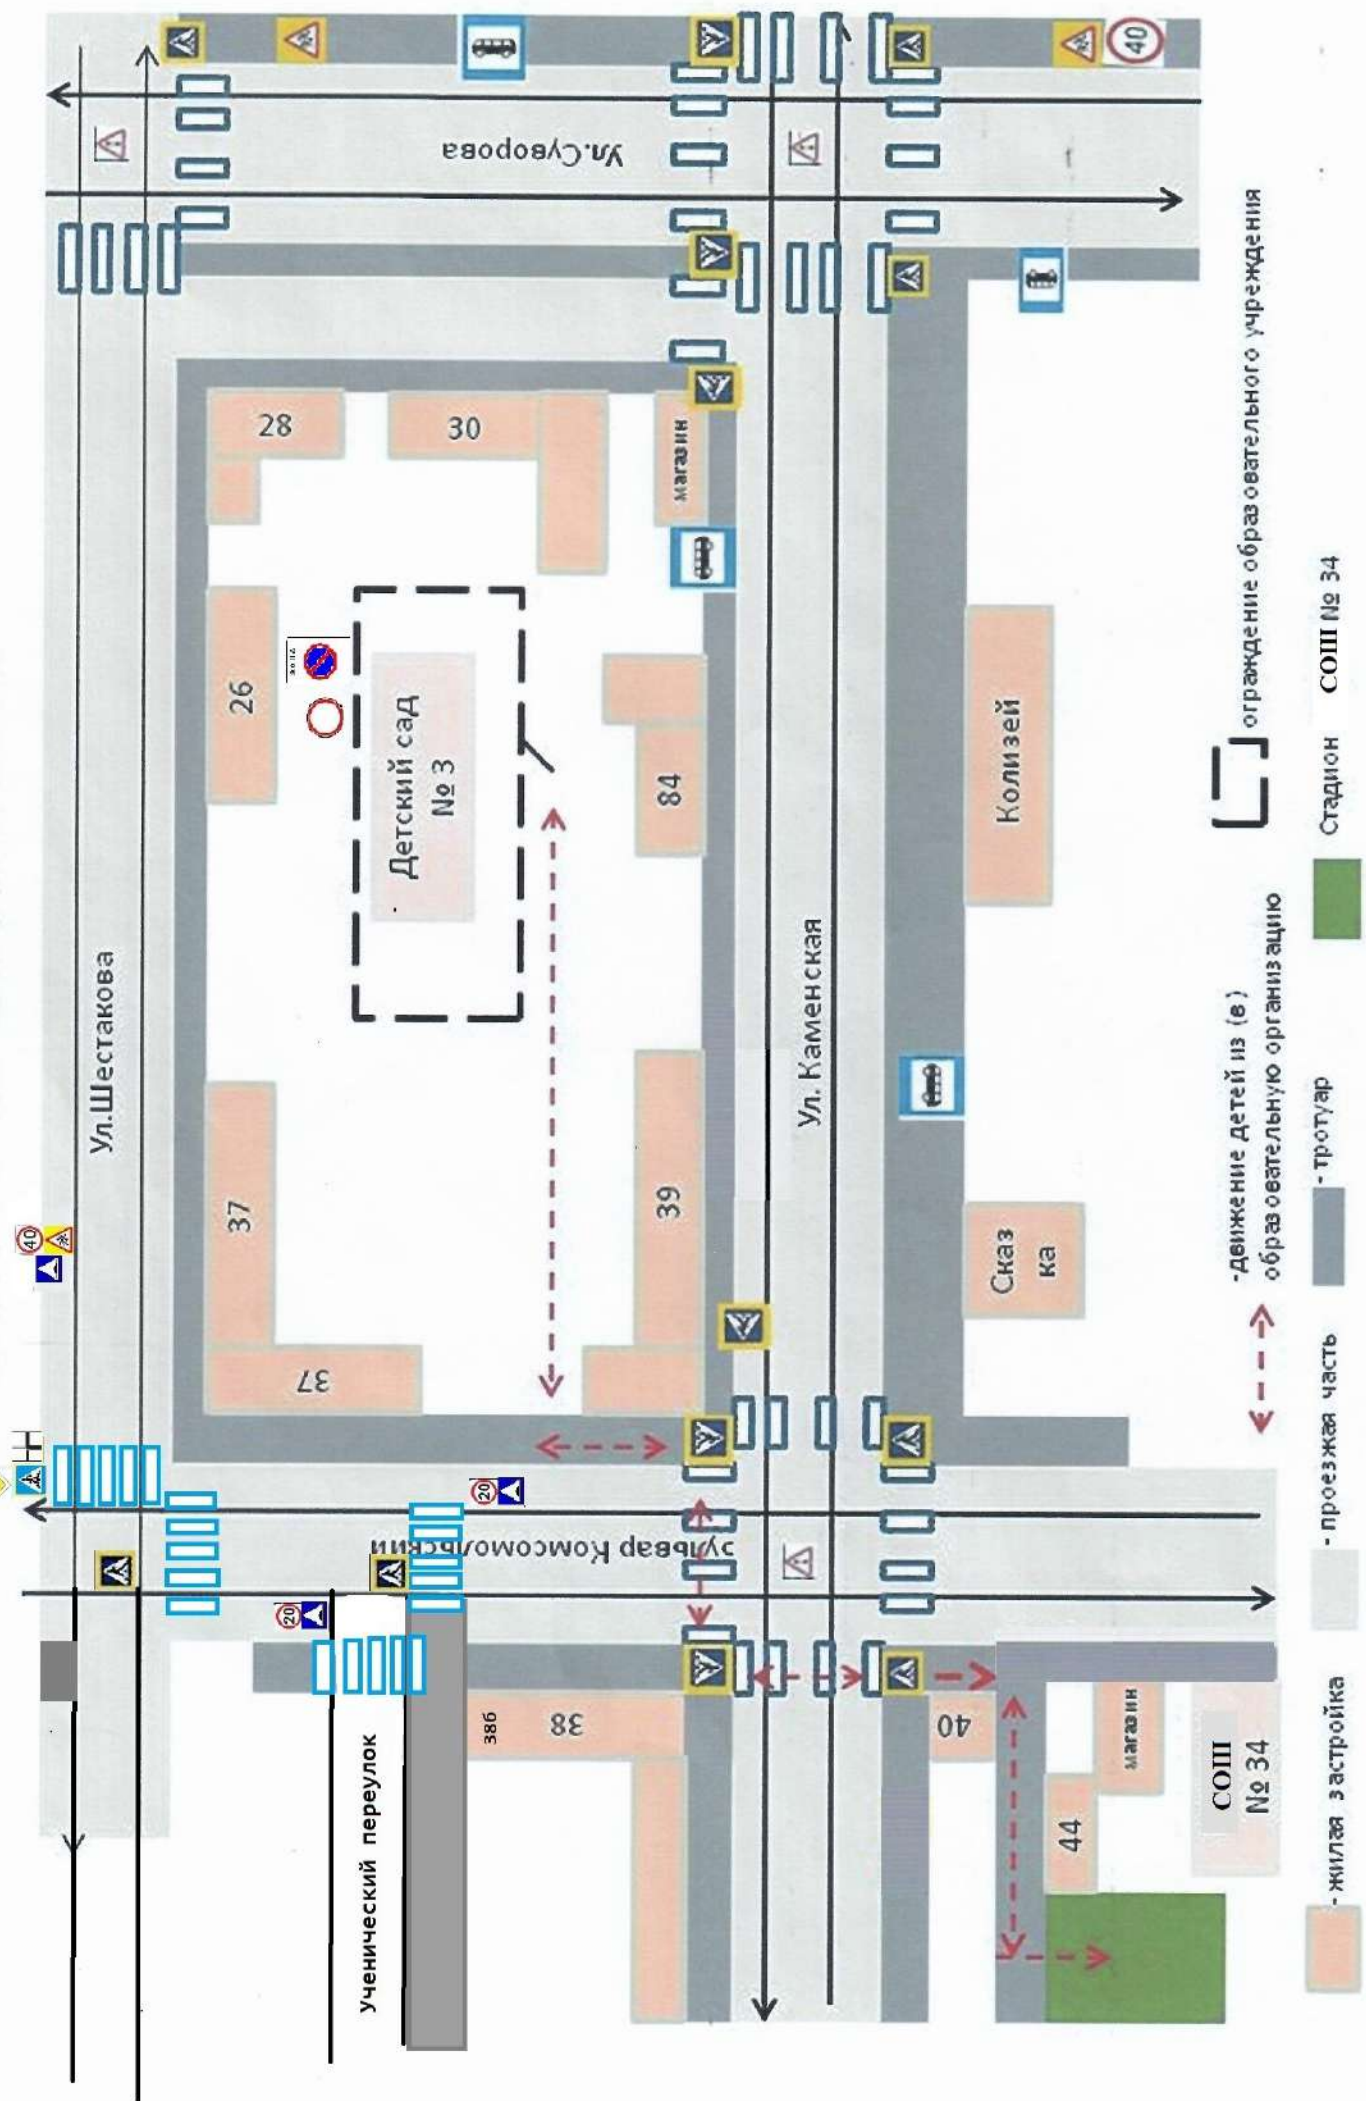 Ул.Шестакова
40
37
37
26
28
30
магазин
зона
Детский сад
№ 3
84
39
Ул. Каменская
Ул.Суворова
40
Колизей
Сказ
ка
20
20
зульвар Комсомольский
Ученический переулок
38б
38
40
44
магазин
СОШ
№ 34
-движение детей из (в)
образовательную организацию
ограждение образовательного учреждения
- жилая застройка
- проезжая часть
- тротуар
Стадион СОШ № 34